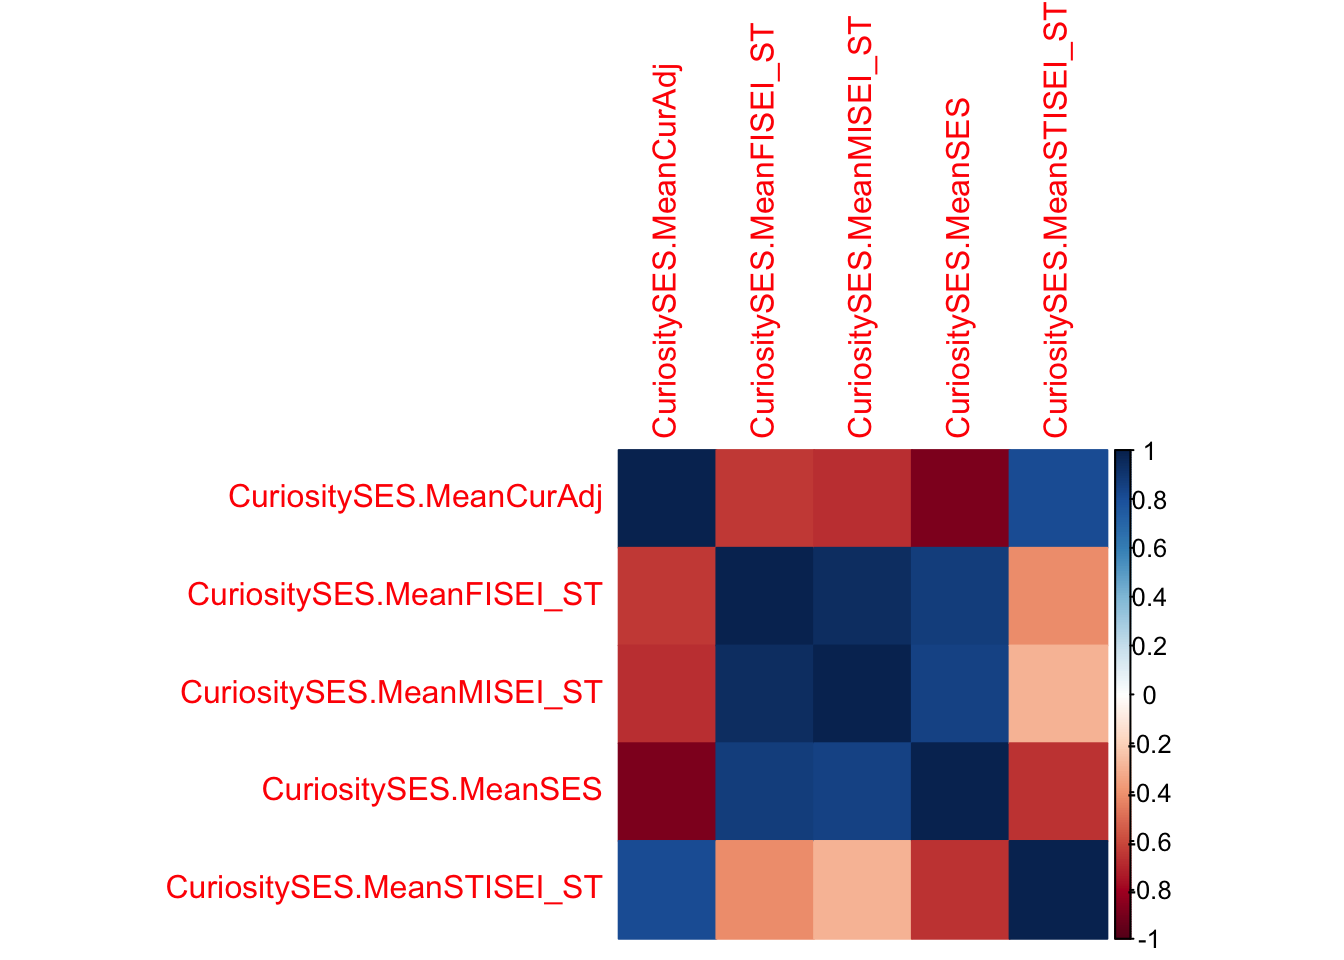 CuriositySES.MeanCurAdj
CuriositySES.MeanFISEI_ST
CuriositySES.MeanMISEI_ST
CuriositySES.MeanSES
CuriositySES.MeanSTISEI_ST
CuriositySES.MeanCurAdj
CuriositySES.MeanFISEI_ST
CuriositySES.MeanMISEI_ST
CuriositySES.MeanSES
CuriositySES.MeanSTISEI_ST
1
0.8
0.6
0.4
0.2
0
-0.2
-0.4
-0.6
-0.8
-1